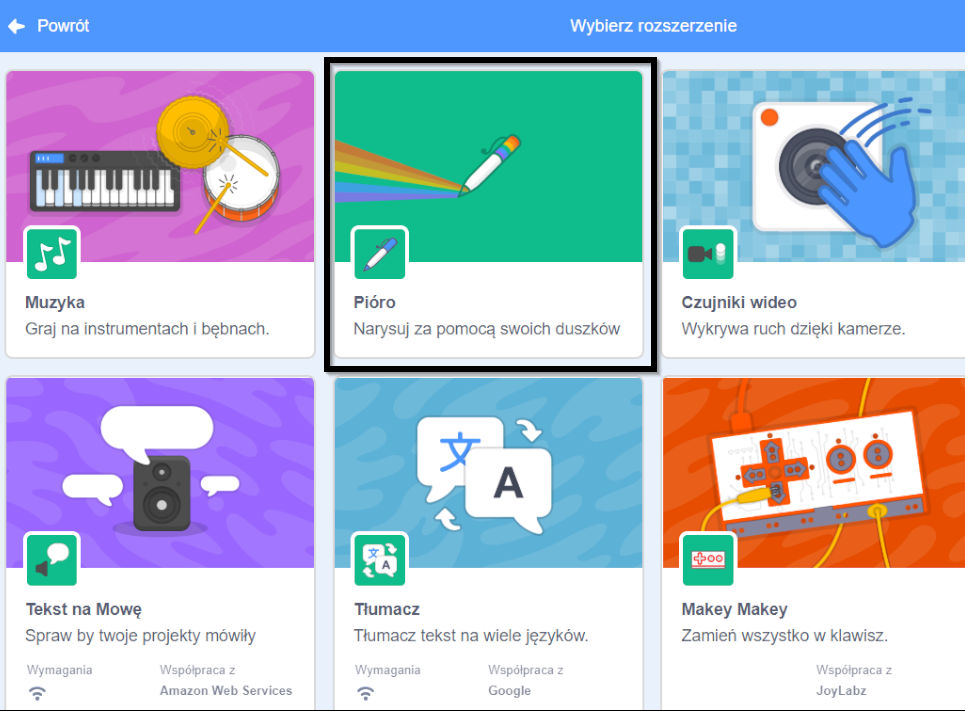 Powrót
Wybierz rozszerzenie
Muzyka
Graj na instrumentach i bębnach.
Pióro
Narysuj za pomocą swoich duszków
Czujniki wideo
Wykrywa ruch dzięki kamerze.
文
A
文
A
Tekst na Mowę
Spraw by twoje projekty mówiły
Wymagania
Współpraca z
Amazon Web Services
Tłumacz
Tłumacz tekst na wiele języków.
Wymagania
Współpraca z
Google
Makey Makey
Zamień wszystko w klawisz.
Współpraca z
JoyLabz